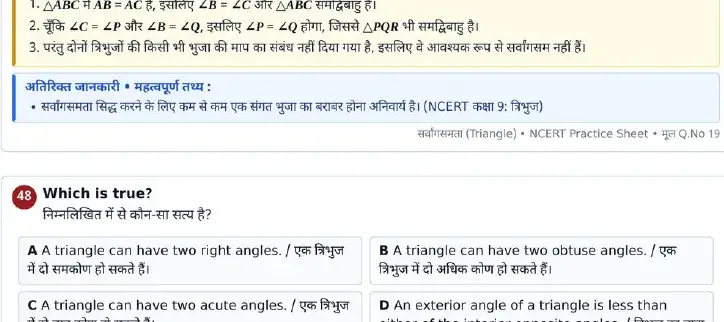 1. △ABC में AB = AC है, इसलिए ∠B = ∠C और △ABC समद्विबाहु है।
2. चूँकि ∠C = ∠P और ∠B = ∠Q, इसलिए ∠P = ∠Q होगा, जिससे △PQR भी समद्विबाहु है।
3. परंतु दोनों त्रिभुजों की किसी भी भुजा की माप का संबंध नहीं दिया गया है, इसलिए वे आवश्यक रूप से सर्वांगसम नहीं हैं।
अतिरिक्त जानकारी • महत्वपूर्ण तथ्य :
• सर्वांगसमता सिद्ध करने के लिए कम से कम एक संगत भुजा का बराबर होना अनिवार्य है। (NCERT कक्षा 9: त्रिभुज)
सर्वांगसमता (Triangle) • NCERT Practice Sheet • मूल Q.No 19
48 Which is true?
निम्नलिखित में से कौन-सा सत्य है?
A A triangle can have two right angles. / एक त्रिभुज
में दो समकोण हो सकते हैं।
B A triangle can have two obtuse angles. / एक
त्रिभुज में दो अधिक कोण हो सकते हैं।
C A triangle can have two acute angles. / एक त्रिभुज
D An exterior angle of a triangle is less than